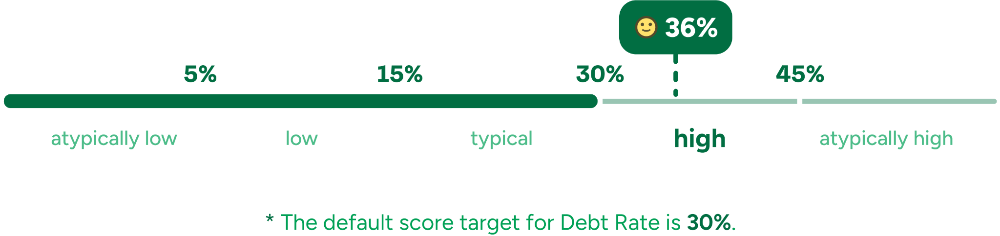 36%
5% 15% 30% 45%
atypically low low typical high atypically high
* The default score target for Debt Rate is 30%.